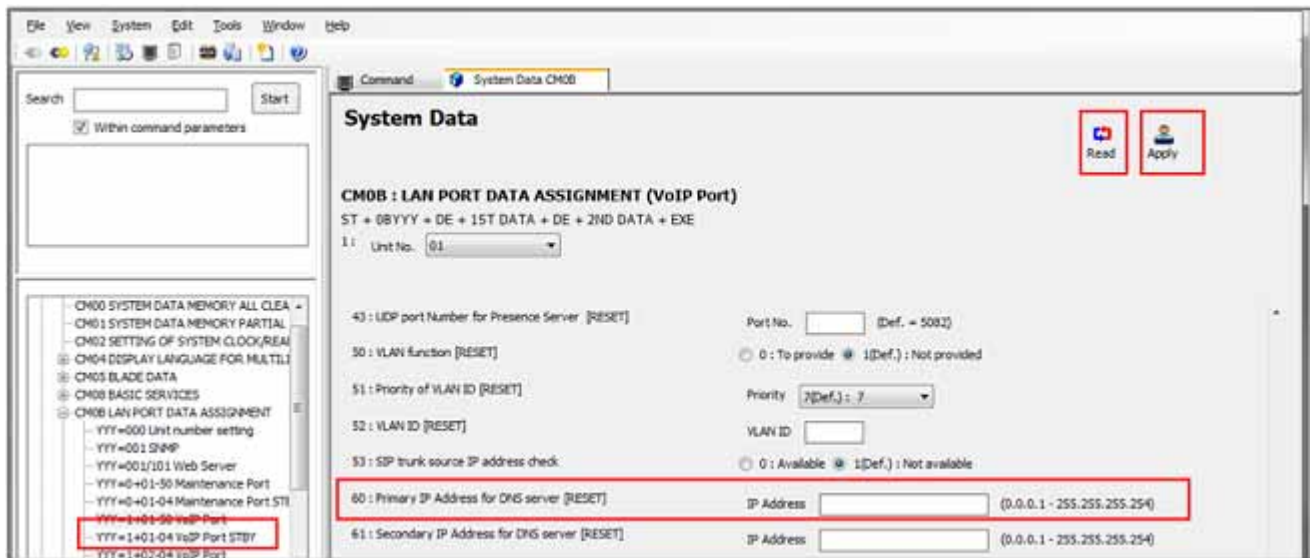 File View System Edit Tools Window Help
Search Start
Within command parameters
CM00 SYSTEM DATA MEMORY ALL CLEA
CM01 SYSTEM DATA MEMORY PARTIAL
CM02 SETTING OF SYSTEM CLOCK/REA
CM04 DISPLAY LANGUAGE FOR MULTILI
CM05 BLADE DATA
CM08 BASIC SERVICES
CM0B LAN PORT DATA ASSIGNMENT
YYY=000 Unit number setting
YYY=001 SNMP
YYY=001/101 Web Server
YYY=0+01-50 Maintenance Port
YYY=0+01-04 Maintenance Port STB
YYY=1+01-50 VoIP Port
YYY=1+01-04 VoIP Port STBY
YYY=1+02-04 VoIP Port
Command System Data CM0B
System Data
Read Apply
CM0B : LAN PORT DATA ASSIGNMENT (VoIP Port)
ST + 0BYYY + DE + 1ST DATA + DE + 2ND DATA + EXE
1: Unit No. 01
43 : UDP port Number for Presence Server [RESET] Port No. (Def. = 5082)
50 : VLAN function [RESET] 0 : To provide 1(Def.) : Not provided
51 : Priority of VLAN ID [RESET] Priority 7(Def.) : 7
52 : VLAN ID [RESET] VLAN ID
53 : SIP trunk source IP address check 0 : Available 1(Def.) : Not available
60 : Primary IP Address for DNS server [RESET] IP Address (0.0.0.1 - 255.255.255.254)
61 : Secondary IP Address for DNS server [RESET] IP Address (0.0.0.1 - 255.255.255.254)